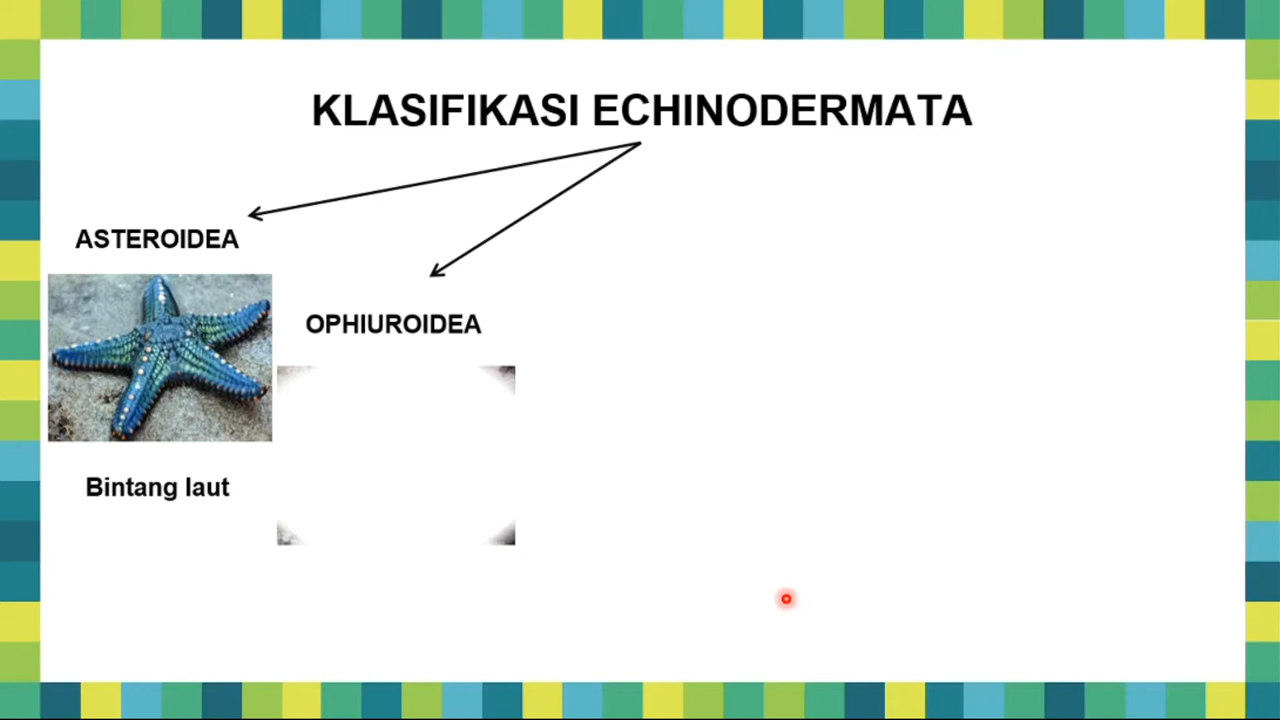 KLASIFIKASI ECHINODERMATA
ASTEROIDEA
OPHIUROIDEA
Bintang laut